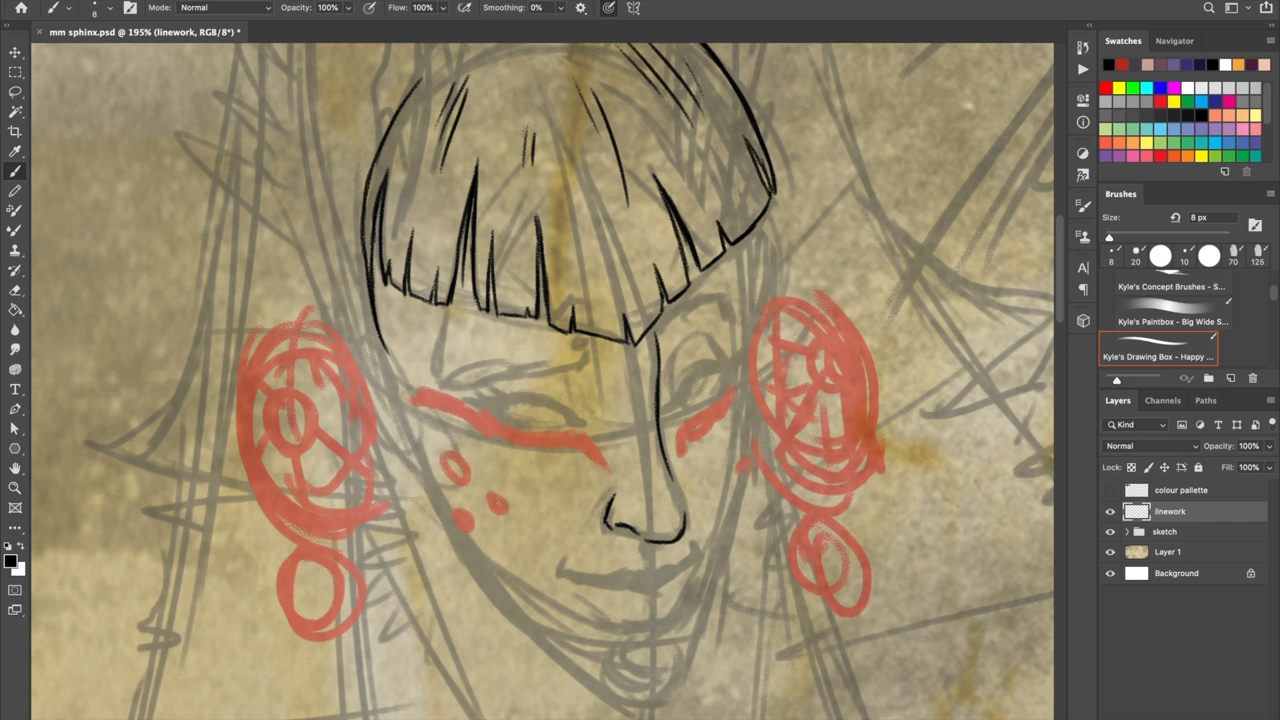 Mode: Normal Opacity: 100% Flow: 100% Smoothing: 0%
8
mm sphinx.psd @ 195% (linework, RGB/8*) *
Swatches Navigator
Brushes
Size: 8 px
8 20 10 70 125
Kyle's Concept Brushes - S...
Kyle's Paintbox - Big Wide S...
Kyle's Drawing Box - Happy ...
Layers Channels Paths
Kind
Normal Opacity: 100%
Lock: Fill: 100%
colour pallette
linework
sketch
Layer 1
Background